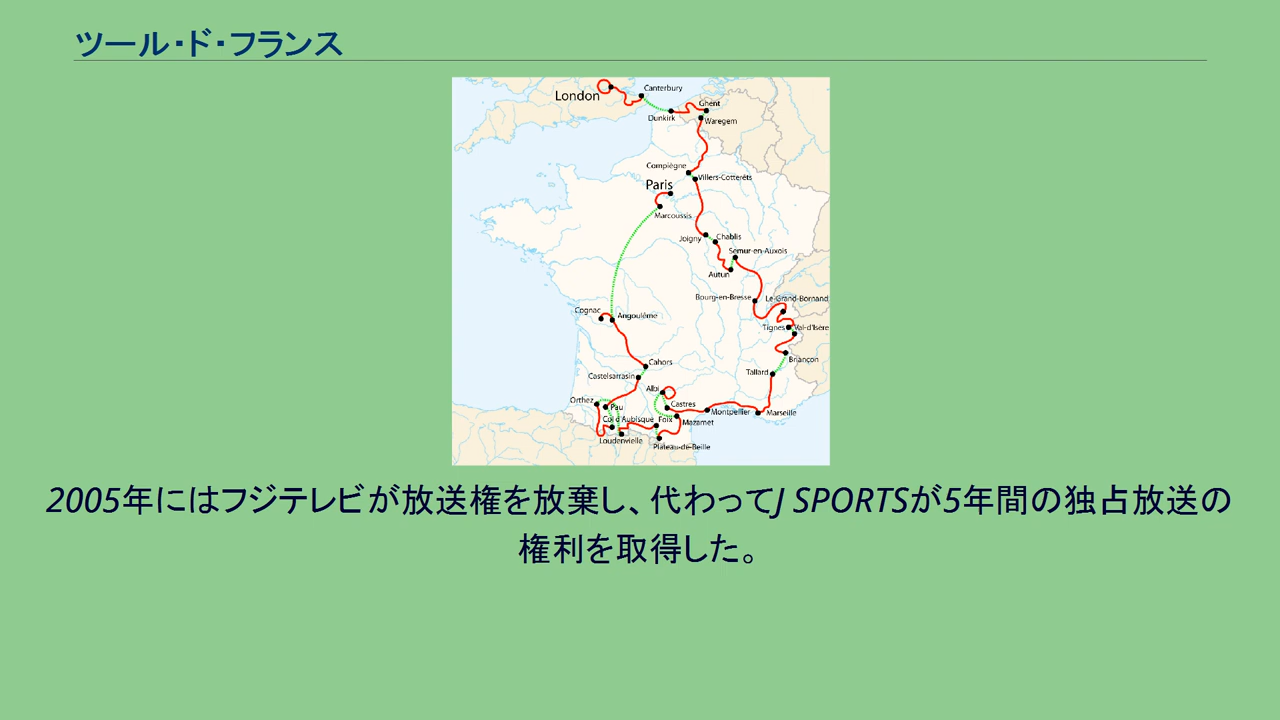 ツール・ド・フランス
London
Canterbury
Dunkirk
Ghent
Waregem
Compiègne
Villers-Cotterêts
Paris
Marcoussis
Joigny
Chablis
Semur-en-Auxois
Autun
Bourg-en-Bresse
Le-Grand-Bornand
Cognac
Angoulême
Tignes
Val-d'Isère
Briançon
Cahors
Castelsarrasin
Tallard
Albi
Orthez
Pau
Castres
Montpellier
Marseille
Col d'Aubisque
Foix
Mazamet
Loudenvielle
Plateau-de-Beille
2005年にはフジテレビが放送権を放棄し、代わってJ SPORTSが5年間の独占放送の
権利を取得した。